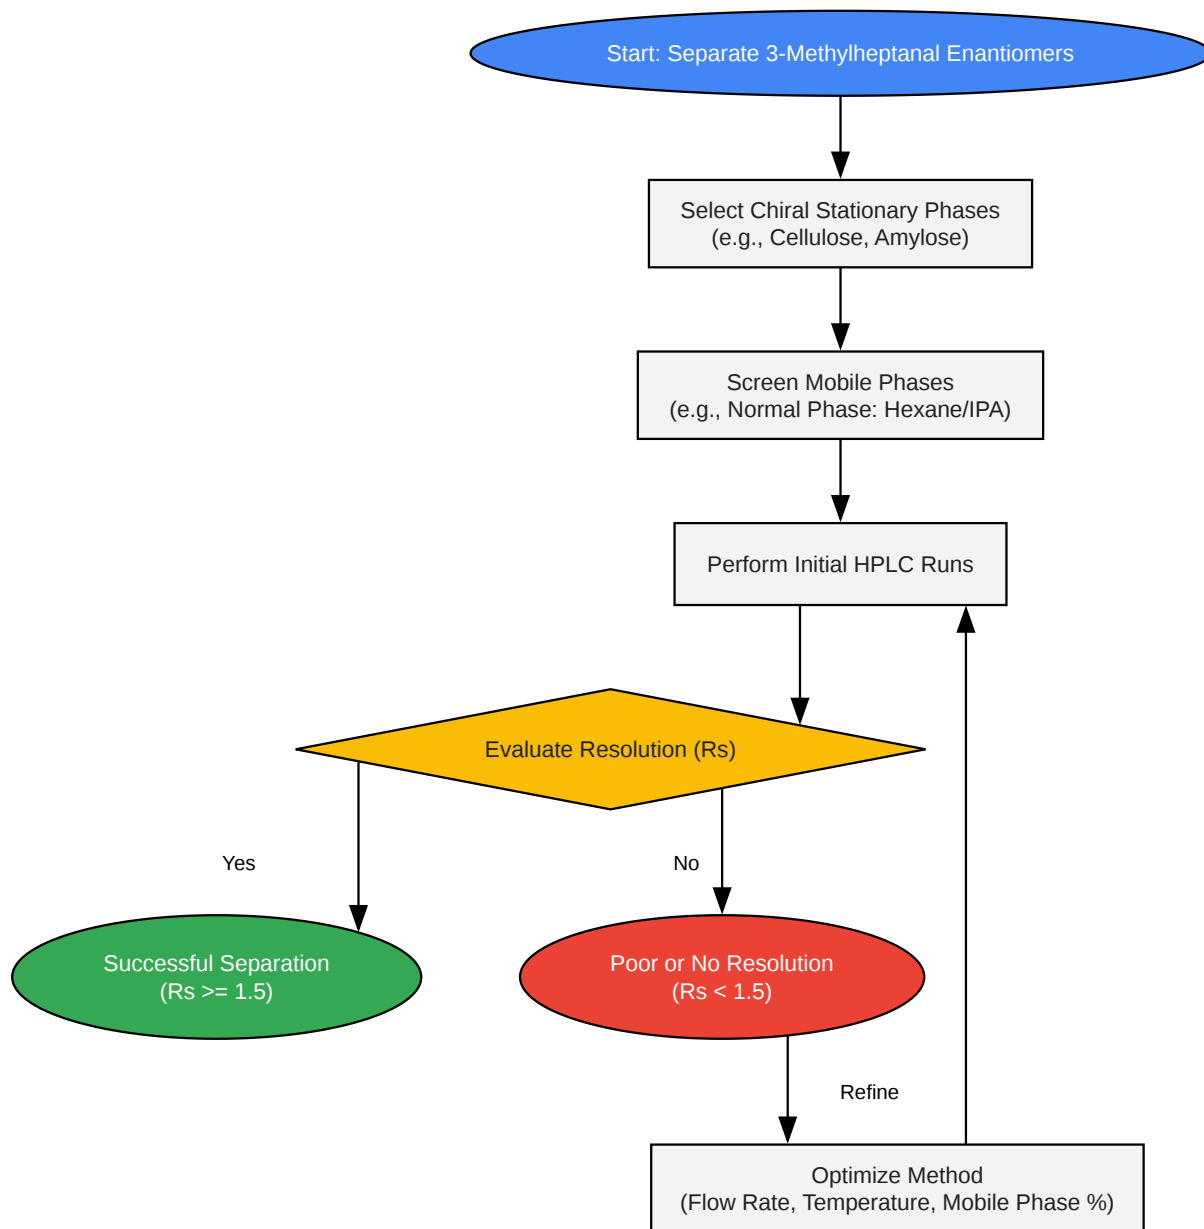 Start: Separate 3-Methylheptanal Enantiomers
Select Chiral Stationary Phases
(e.g., Cellulose, Amylose)
Screen Mobile Phases
(e.g., Normal Phase: Hexane/IPA)
Perform Initial HPLC Runs
Evaluate Resolution (Rs)
Yes
No
Successful Separation
(Rs >= 1.5)
Poor or No Resolution
(Rs < 1.5)
Refine
Optimize Method
(Flow Rate, Temperature, Mobile Phase %)